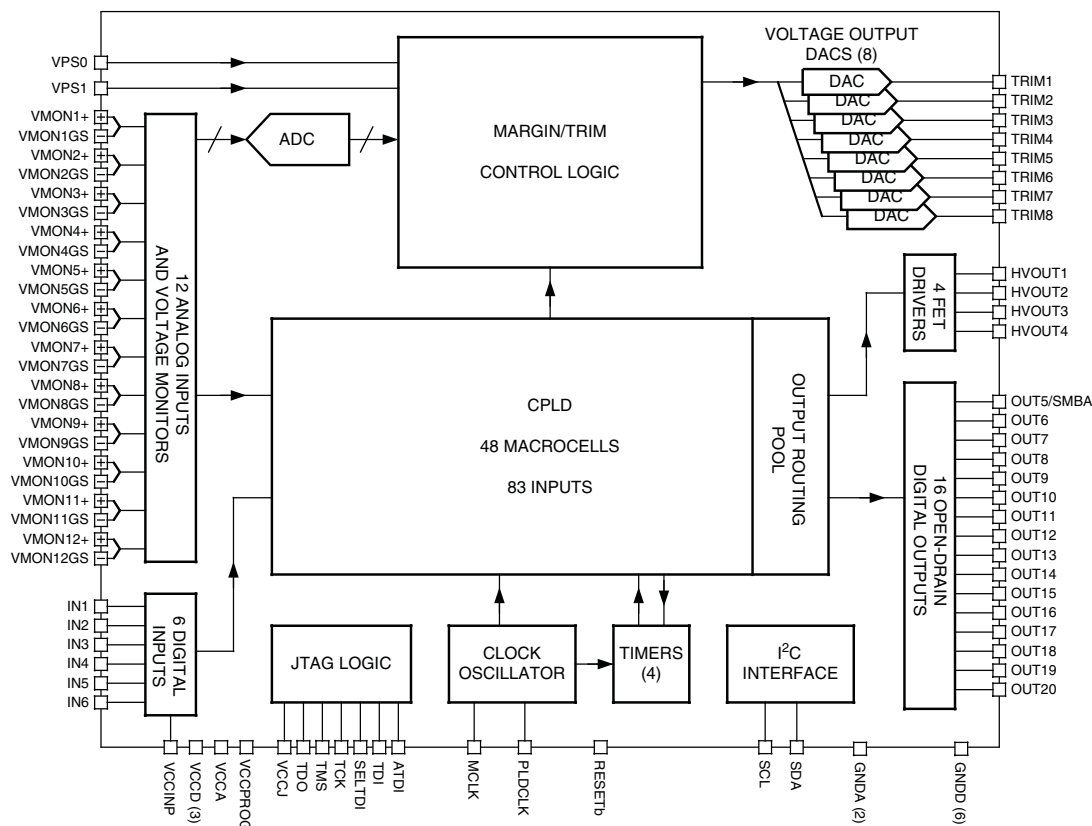 VOLTAGE OUTPUT
DACS (8)
VPS0
VPS1
VMON1+
VMON1GS
VMON2+
VMON2GS
VMON3+
VMON3GS
VMON4+
VMON4GS
VMON5+
VMON5GS
VMON6+
VMON6GS
VMON7+
VMON7GS
VMON8+
VMON8GS
VMON9+
VMON9GS
VMON10+
VMON10GS
VMON11+
VMON11GS
VMON12+
VMON12GS
12 ANALOG INPUTS
AND VOLTAGE MONITORS
ADC
MARGIN/TRIM
CONTROL LOGIC
DAC
DAC
DAC
DAC
DAC
DAC
DAC
DAC
TRIM1
TRIM2
TRIM3
TRIM4
TRIM5
TRIM6
TRIM7
TRIM8
4 FET
DRIVERS
HVOUT1
HVOUT2
HVOUT3
HVOUT4
CPLD
48 MACROCELLS
83 INPUTS
OUTPUT ROUTING
POOL
16 OPEN-DRAIN
DIGITAL OUTPUTS
OUT5/SMBA
OUT6
OUT7
OUT8
OUT9
OUT10
OUT11
OUT12
OUT13
OUT14
OUT15
OUT16
OUT17
OUT18
OUT19
OUT20
IN1
IN2
IN3
IN4
IN5
IN6
6 DIGITAL
INPUTS
JTAG LOGIC
CLOCK
OSCILLATOR
TIMERS
(4)
I²C
INTERFACE
VCCINP
VCCD (3)
VCCA
VCCPROG
VCCJ
TDO
TMS
TCK
SELTDI
TDI
ATDI
MCLK
PLDCLK
RESETb
SCL
SDA
GNDA (2)
GNDD (6)